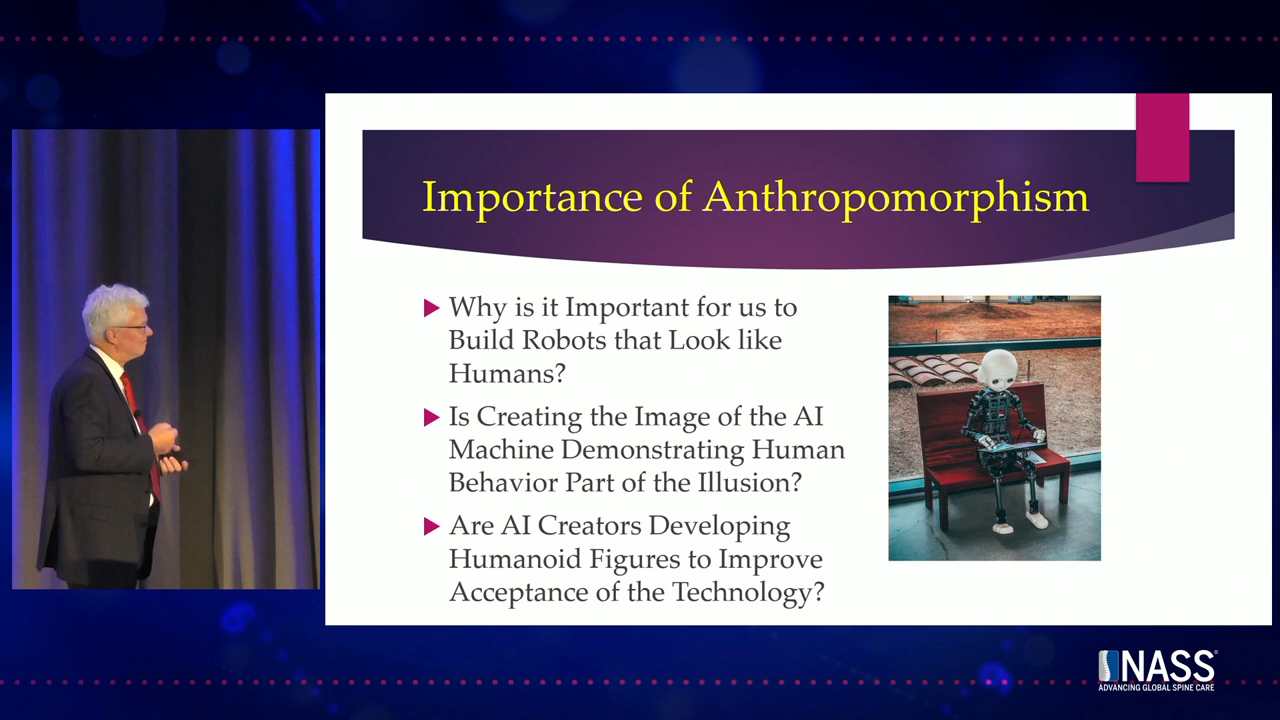 Importance of Anthropomorphism
Why is it Important for us to
Build Robots that Look like
Humans?
Is Creating the Image of the AI
Machine Demonstrating Human
Behavior Part of the Illusion?
Are AI Creators Developing
Humanoid Figures to Improve
Acceptance of the Technology?
NASS®
ADVANCING GLOBAL SPINE CARE